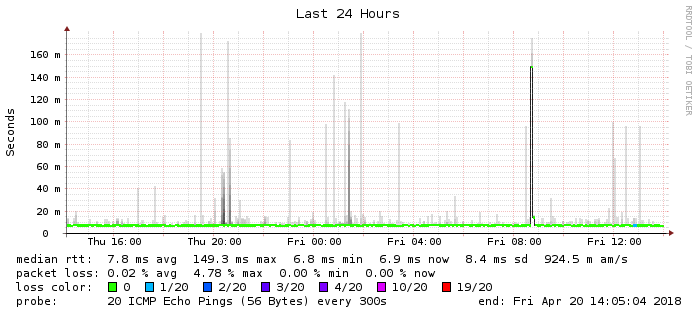 Last 24 Hours
RRDTOOL / TOBI OETIKER
Seconds
160 m
140 m
120 m
100 m
80 m
60 m
40 m
20 m
0
Thu 16:00 Thu 20:00 Fri 00:00 Fri 04:00 Fri 08:00 Fri 12:00
median rtt: 7.8 ms avg 149.3 ms max 6.8 ms min 6.9 ms now 8.4 ms sd 924.5 m am/s
packet loss: 0.02 % avg 4.78 % max 0.00 % min 0.00 % now
loss color: 0 1/20 2/20 3/20 4/20 10/20 19/20
probe: 20 ICMP Echo Pings (56 Bytes) every 300s end: Fri Apr 20 14:05:04 2018